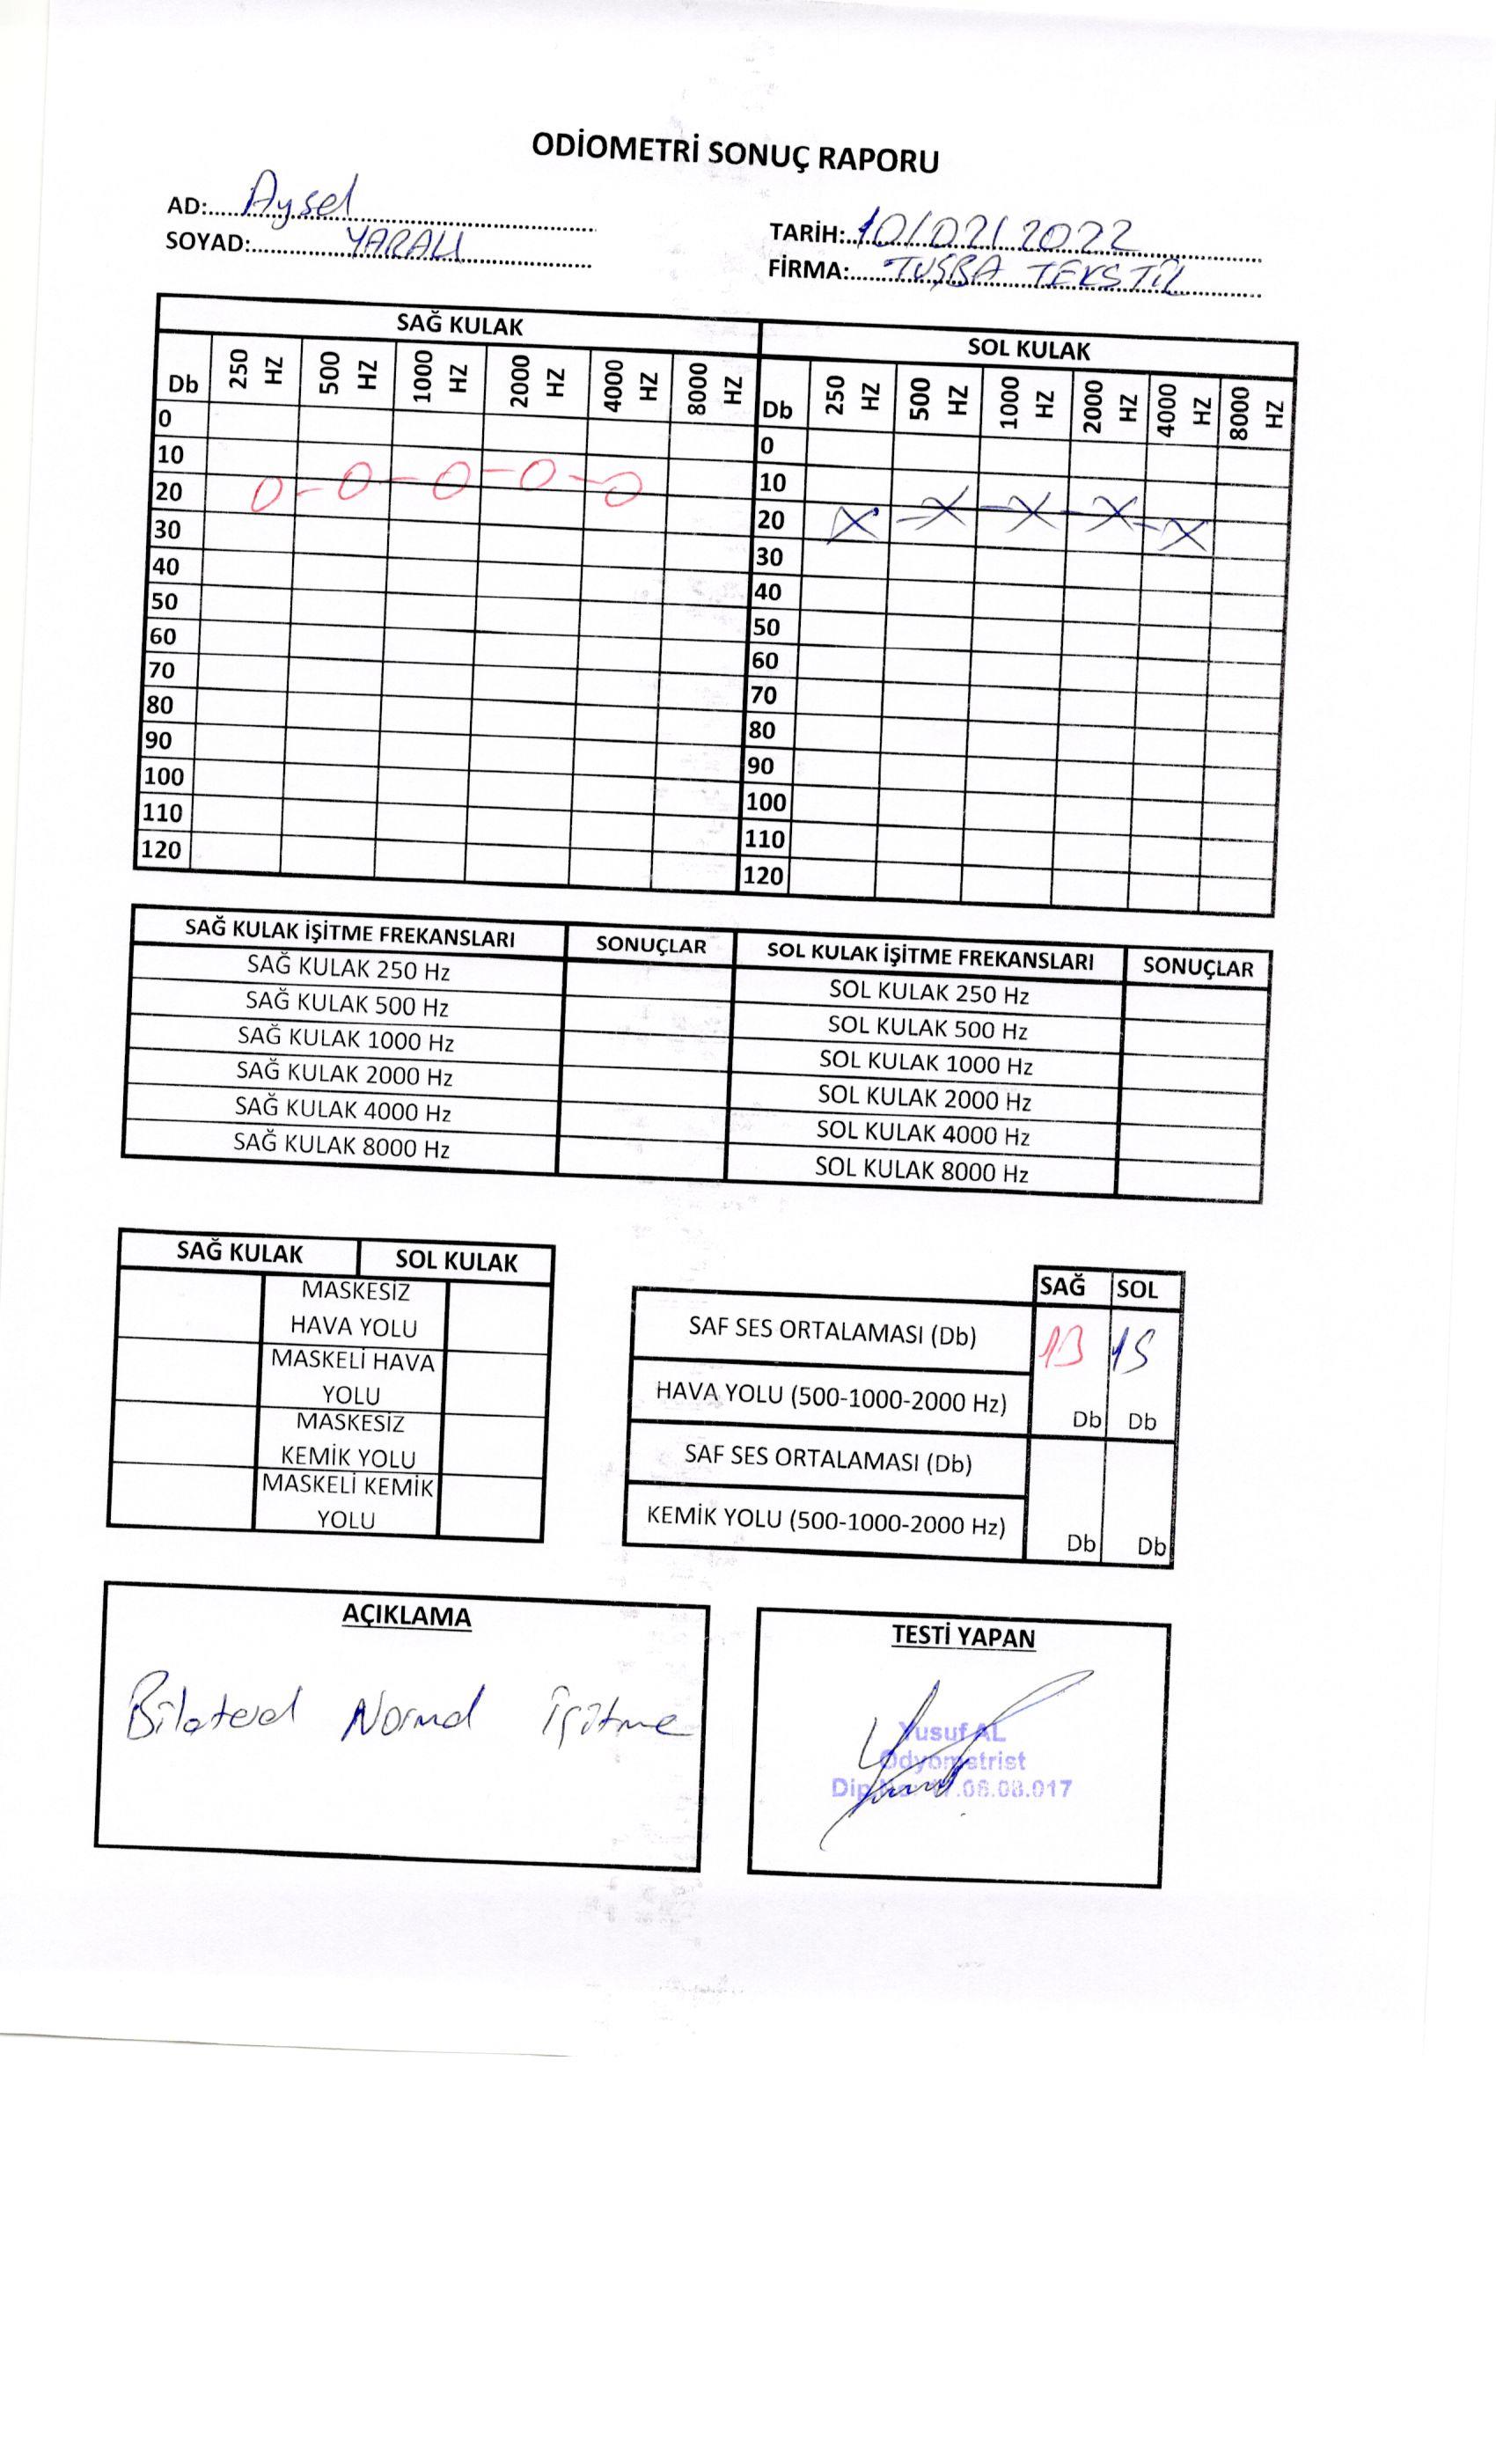 ODİOMETRİ SONUÇ RAPORU
AD: Aysel
SOYAD: YARALI
TARİH: 10/02/2022
FİRMA: TUŞBA TEKSTİL
SAĞ KULAK SOL KULAK
Db 250 HZ 500 HZ 1000 HZ 2000 HZ 4000 HZ 8000 HZ Db 250 HZ 500 HZ 1000 HZ 2000 HZ 4000 HZ 8000 HZ
0 0
10 10
20 20
30 30
40 40
50 50
60 60
70 70
80 80
90 90
100 100
110 110
120 120
SAĞ KULAK İŞİTME FREKANSLARI SONUÇLAR SOL KULAK İŞİTME FREKANSLARI SONUÇLAR
SAĞ KULAK 250 Hz SOL KULAK 250 Hz
SAĞ KULAK 500 Hz SOL KULAK 500 Hz
SAĞ KULAK 1000 Hz SOL KULAK 1000 Hz
SAĞ KULAK 2000 Hz SOL KULAK 2000 Hz
SAĞ KULAK 4000 Hz SOL KULAK 4000 Hz
SAĞ KULAK 8000 Hz SOL KULAK 8000 Hz
SAĞ KULAK SOL KULAK
MASKESİZ
HAVA YOLU
MASKELİ HAVA
YOLU
MASKESİZ
KEMİK YOLU
MASKELİ KEMİK
YOLU
SAĞ SOL
SAF SES ORTALAMASI (Db) 13 15
HAVA YOLU (500-1000-2000 Hz) Db Db
SAF SES ORTALAMASI (Db)
KEMİK YOLU (500-1000-2000 Hz) Db Db
AÇIKLAMA
Bilateral Normal İşitme
TESTİ YAPAN
Yusuf AL
Odyometrist